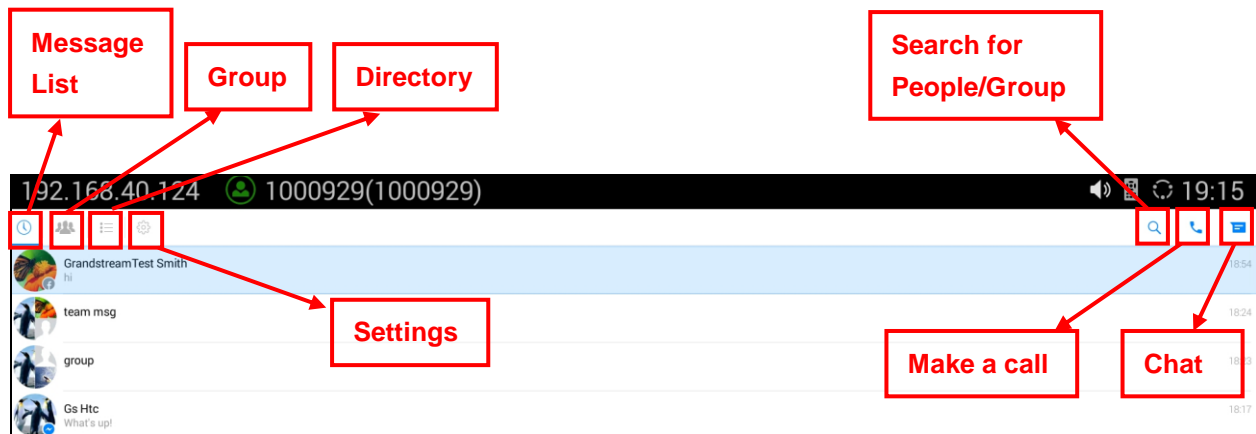 Message
List
Group
Directory
Search for
People/Group
192.168.40.124 1000929(1000929) 19:15
GrandstreamTest Smith
hi
18:54
team msg
18:24
Settings
group
Make a call
Chat
Gs Htc
What's up!
18:17